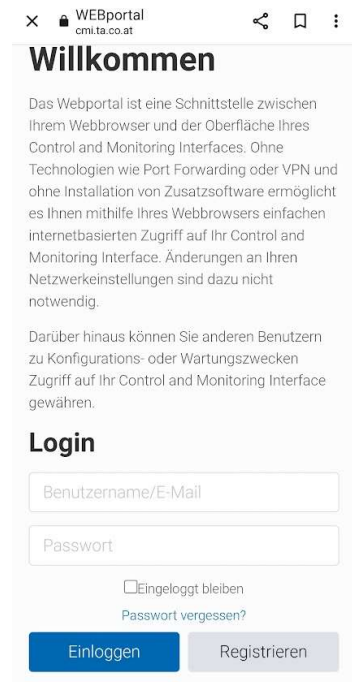 WEBportal
cmi.ta.co.at
Willkommen
Das Webportal ist eine Schnittstelle zwischen
Ihrem Webbrowser und der Oberfläche Ihres
Control and Monitoring Interfaces. Ohne
Technologien wie Port Forwarding oder VPN und
ohne Installation von Zusatzsoftware ermöglicht
es Ihnen mithilfe Ihres Webbrowsers einfachen
internetbasierten Zugriff auf Ihr Control and
Monitoring Interface. Änderungen an Ihren
Netzwerkeinstellungen sind dazu nicht
notwendig.
Darüber hinaus können Sie anderen Benutzern
zu Konfigurations- oder Wartungszwecken
Zugriff auf Ihr Control and Monitoring Interface
gewähren.
Login
Benutzername/E-Mail
Passwort
Eingeloggt bleiben
Passwort vergessen?
Einloggen Registrieren